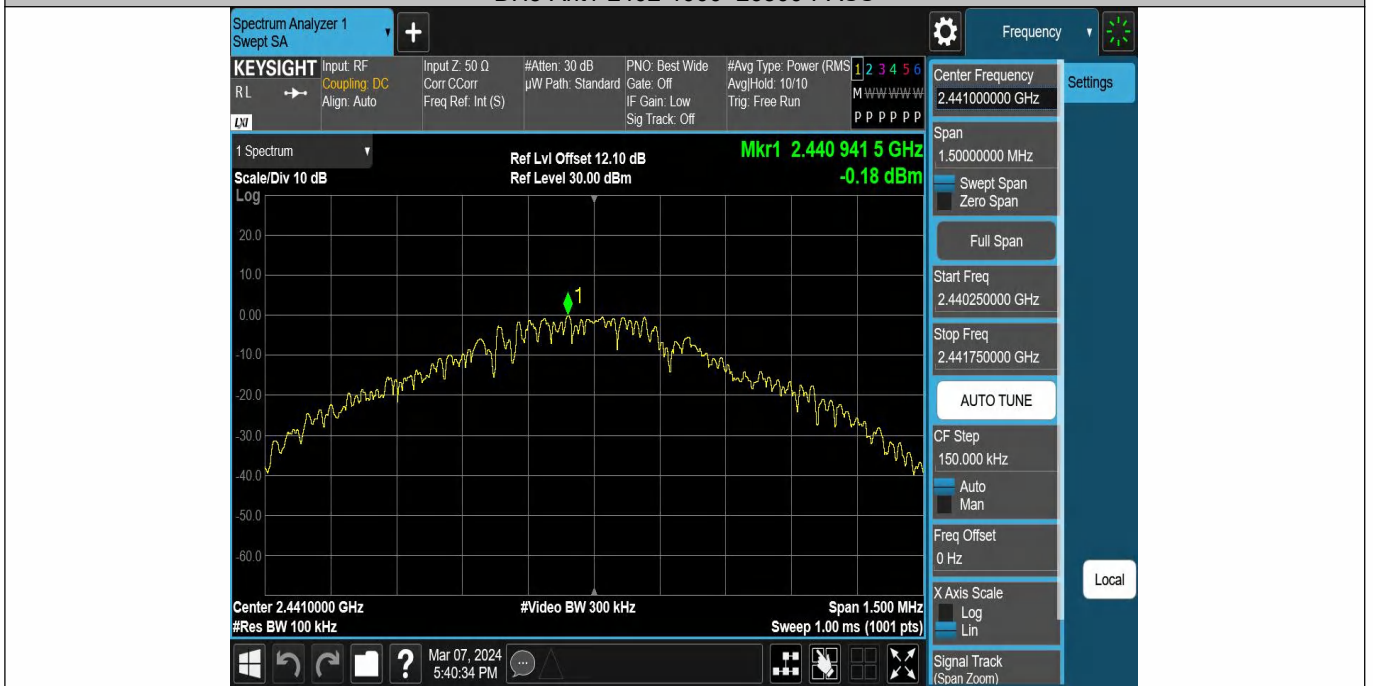 Spectrum Analyzer 1
Swept SA
Frequency
KEYSIGHT
RL
LXI
Input: RF
Coupling: DC
Align: Auto
Input Z: 50 Ω
Corr CCorr
Freq Ref: Int (S)
#Atten: 30 dB
µW Path: Standard
PNO: Best Wide
Gate: Off
IF Gain: Low
Sig Track: Off
#Avg Type: Power (RMS
Avg|Hold: 10/10
Trig: Free Run
1 2 3 4 5 6
M W W W W W
P P P P P P
1 Spectrum
Scale/Div 10 dB
Log
Ref Lvl Offset 12.10 dB
Ref Level 30.00 dBm
Mkr1 2.440 941 5 GHz
-0.18 dBm
20.0
10.0
0.00
-10.0
-20.0
-30.0
-40.0
-50.0
-60.0
1
Center 2.4410000 GHz
#Res BW 100 kHz
#Video BW 300 kHz
Span 1.500 MHz
Sweep 1.00 ms (1001 pts)
Mar 07, 2024
5:40:34 PM
Center Frequency
2.441000000 GHz
Settings
Span
1.50000000 MHz
Swept Span
Zero Span
Full Span
Start Freq
2.440250000 GHz
Stop Freq
2.441750000 GHz
AUTO TUNE
CF Step
150.000 kHz
Auto
Man
Freq Offset
0 Hz
Local
X Axis Scale
Log
Lin
Signal Track
(Span Zoom)